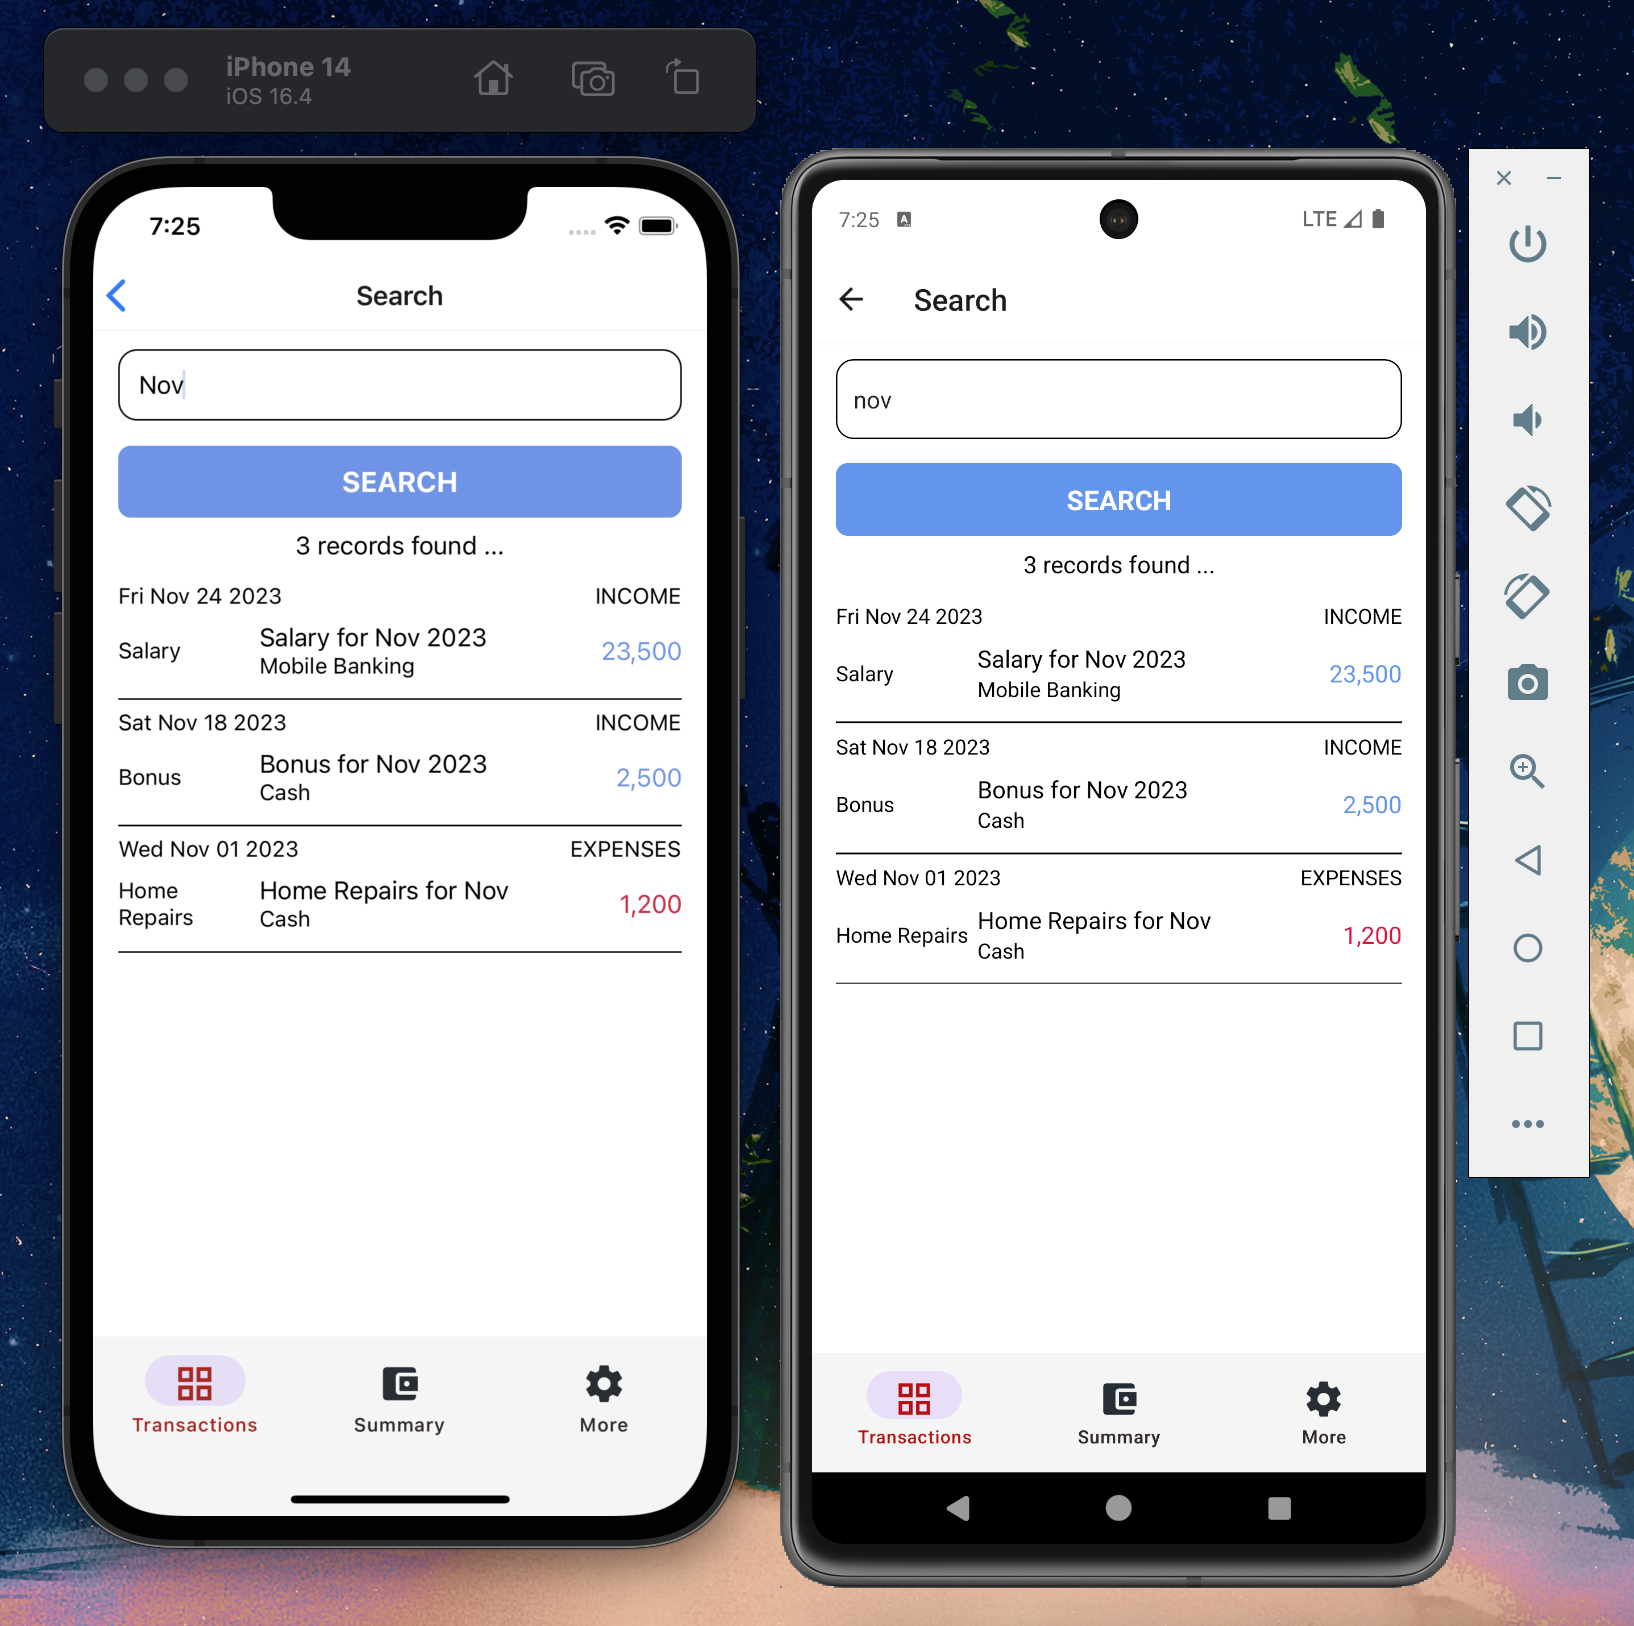 iPhone 14
iOS 16.4
7:25
Search
Nov
SEARCH
3 records found ...
Fri Nov 24 2023 INCOME
Salary Salary for Nov 2023 23,500
Mobile Banking
Sat Nov 18 2023 INCOME
Bonus Bonus for Nov 2023 2,500
Cash
Wed Nov 01 2023 EXPENSES
Home Repairs Home Repairs for Nov 1,200
Cash
Transactions Summary More
7:25 A LTE
Search
nov
SEARCH
3 records found ...
Fri Nov 24 2023 INCOME
Salary Salary for Nov 2023 23,500
Mobile Banking
Sat Nov 18 2023 INCOME
Bonus Bonus for Nov 2023 2,500
Cash
Wed Nov 01 2023 EXPENSES
Home Repairs Home Repairs for Nov 1,200
Cash
Transactions Summary More